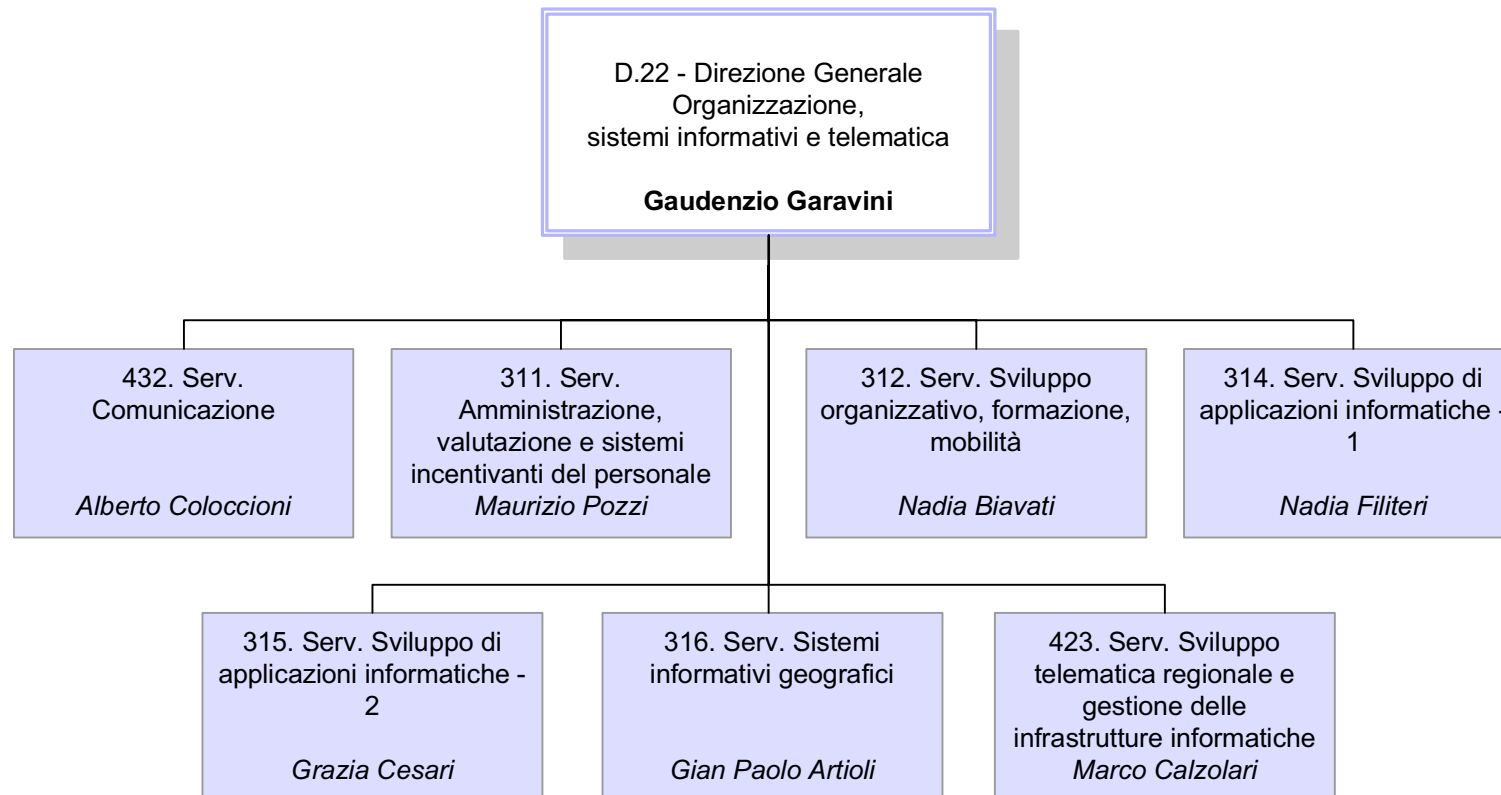 D.22 - Direzione Generale
Organizzazione,
sistemi informativi e telematica
Gaudenzio Garavini
432. Serv.
Comunicazione
Alberto Coloccioni
311. Serv.
Amministrazione,
valutazione e sistemi
incentivanti del personale
Maurizio Pozzi
312. Serv. Sviluppo
organizzativo, formazione,
mobilità
Nadia Biavati
314. Serv. Sviluppo di
applicazioni informatiche -
1
Nadia Filiteri
315. Serv. Sviluppo di
applicazioni informatiche -
2
Grazia Cesari
316. Serv. Sistemi
informativi geografici
Gian Paolo Artioli
423. Serv. Sviluppo
telematica regionale e
gestione delle
infrastrutture informatiche
Marco Calzolari